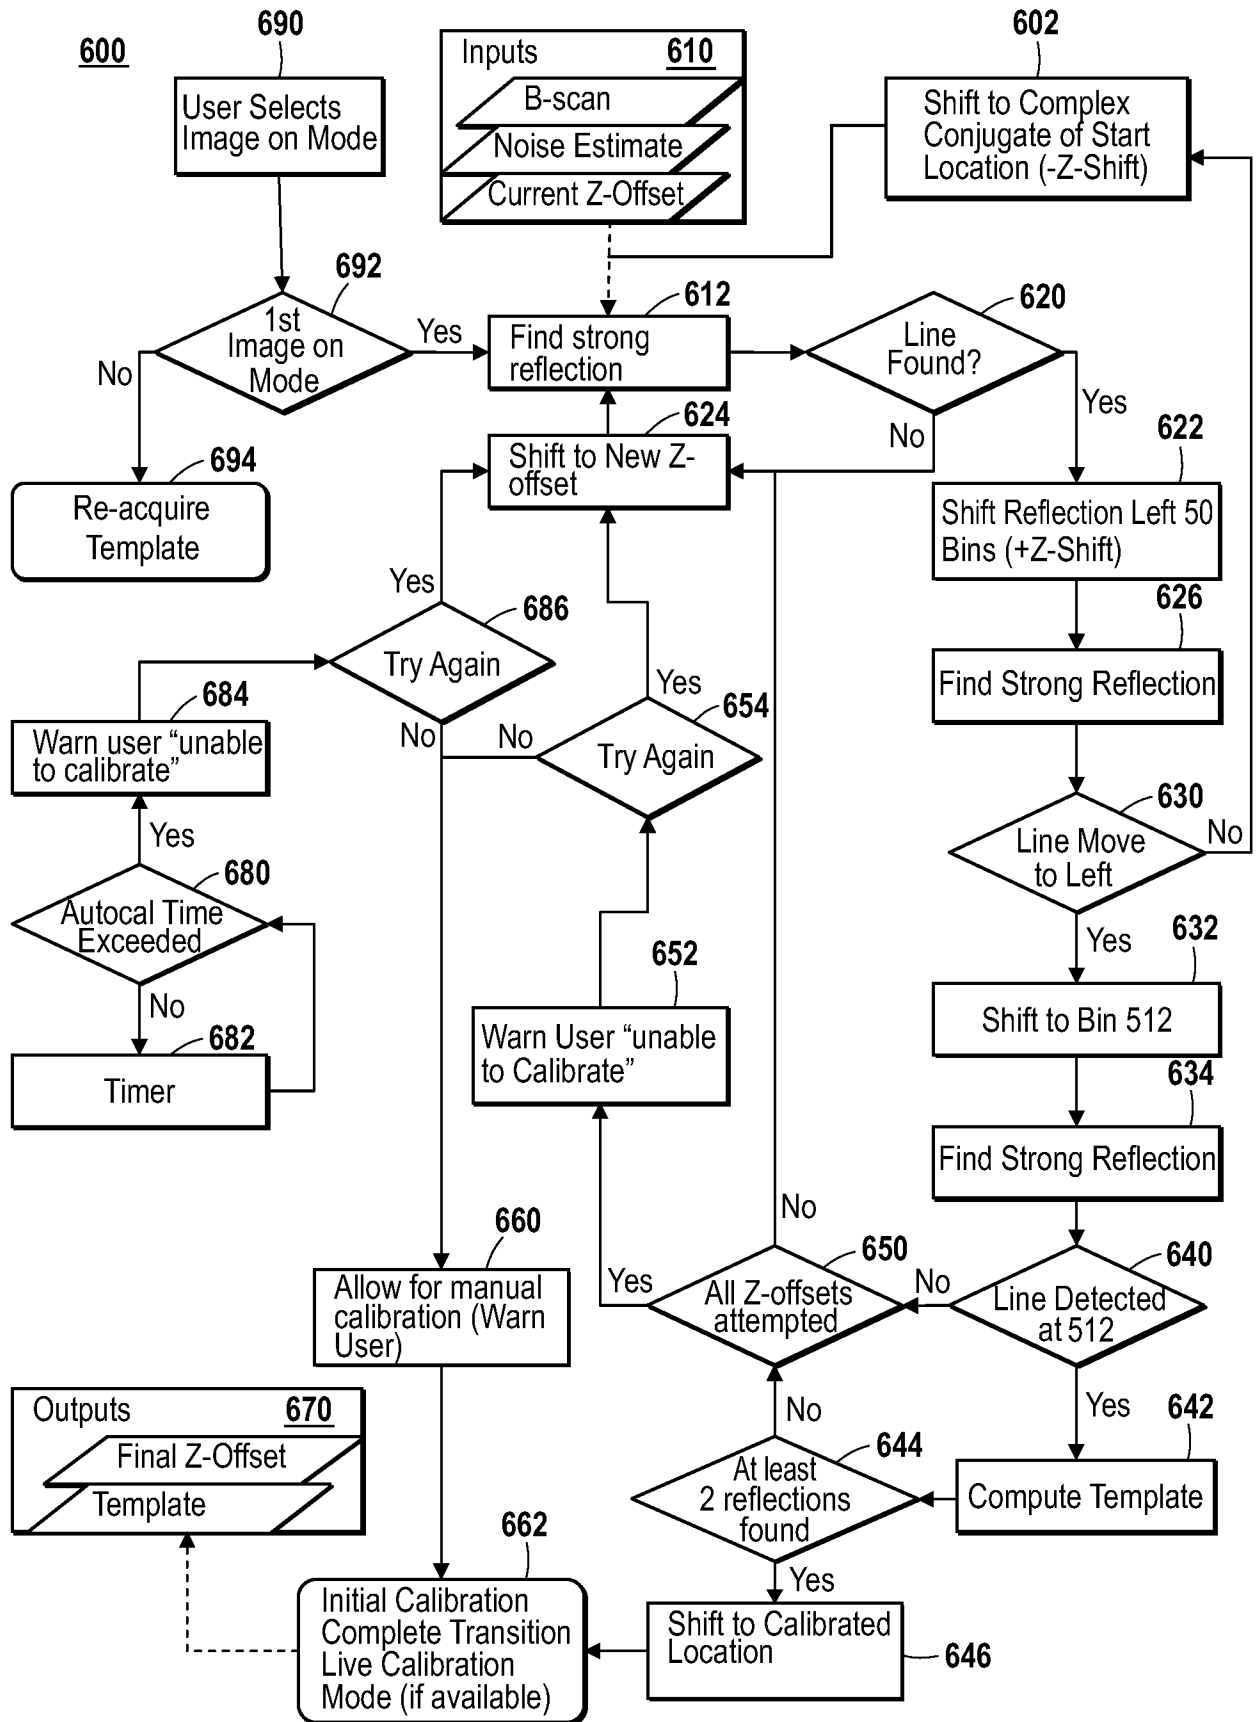 600
690
User Selects
Image on Mode
Inputs
610
B-scan
Noise Estimate
Current Z-Offset
602
Shift to Complex
Conjugate of Start
Location (-Z-Shift)
692
1st
Image on
Mode
Yes
No
612
Find strong
reflection
620
Line
Found?
Yes
No
694
Re-acquire
Template
624
Shift to New Z-
offset
622
Shift Reflection Left 50
Bins (+Z-Shift)
Yes
686
Try Again
No
626
Find Strong Reflection
684
Warn user “unable
to calibrate”
Yes
654
Try Again
No
Yes
630
Line Move
to Left
No
Yes
680
Autocal Time
Exceeded
No
682
Timer
652
Warn User “unable
to Calibrate”
632
Shift to Bin 512
634
Find Strong Reflection
660
Allow for manual
calibration (Warn
User)
No
650
All Z-offsets
attempted
Yes
640
Line Detected
at 512
No
Yes
Outputs
670
Final Z-Offset
Template
No
644
At least
2 reflections
found
Yes
642
Compute Template
662
Initial Calibration
Complete Transition
Live Calibration
Mode (if available)
Shift to Calibrated
Location
646